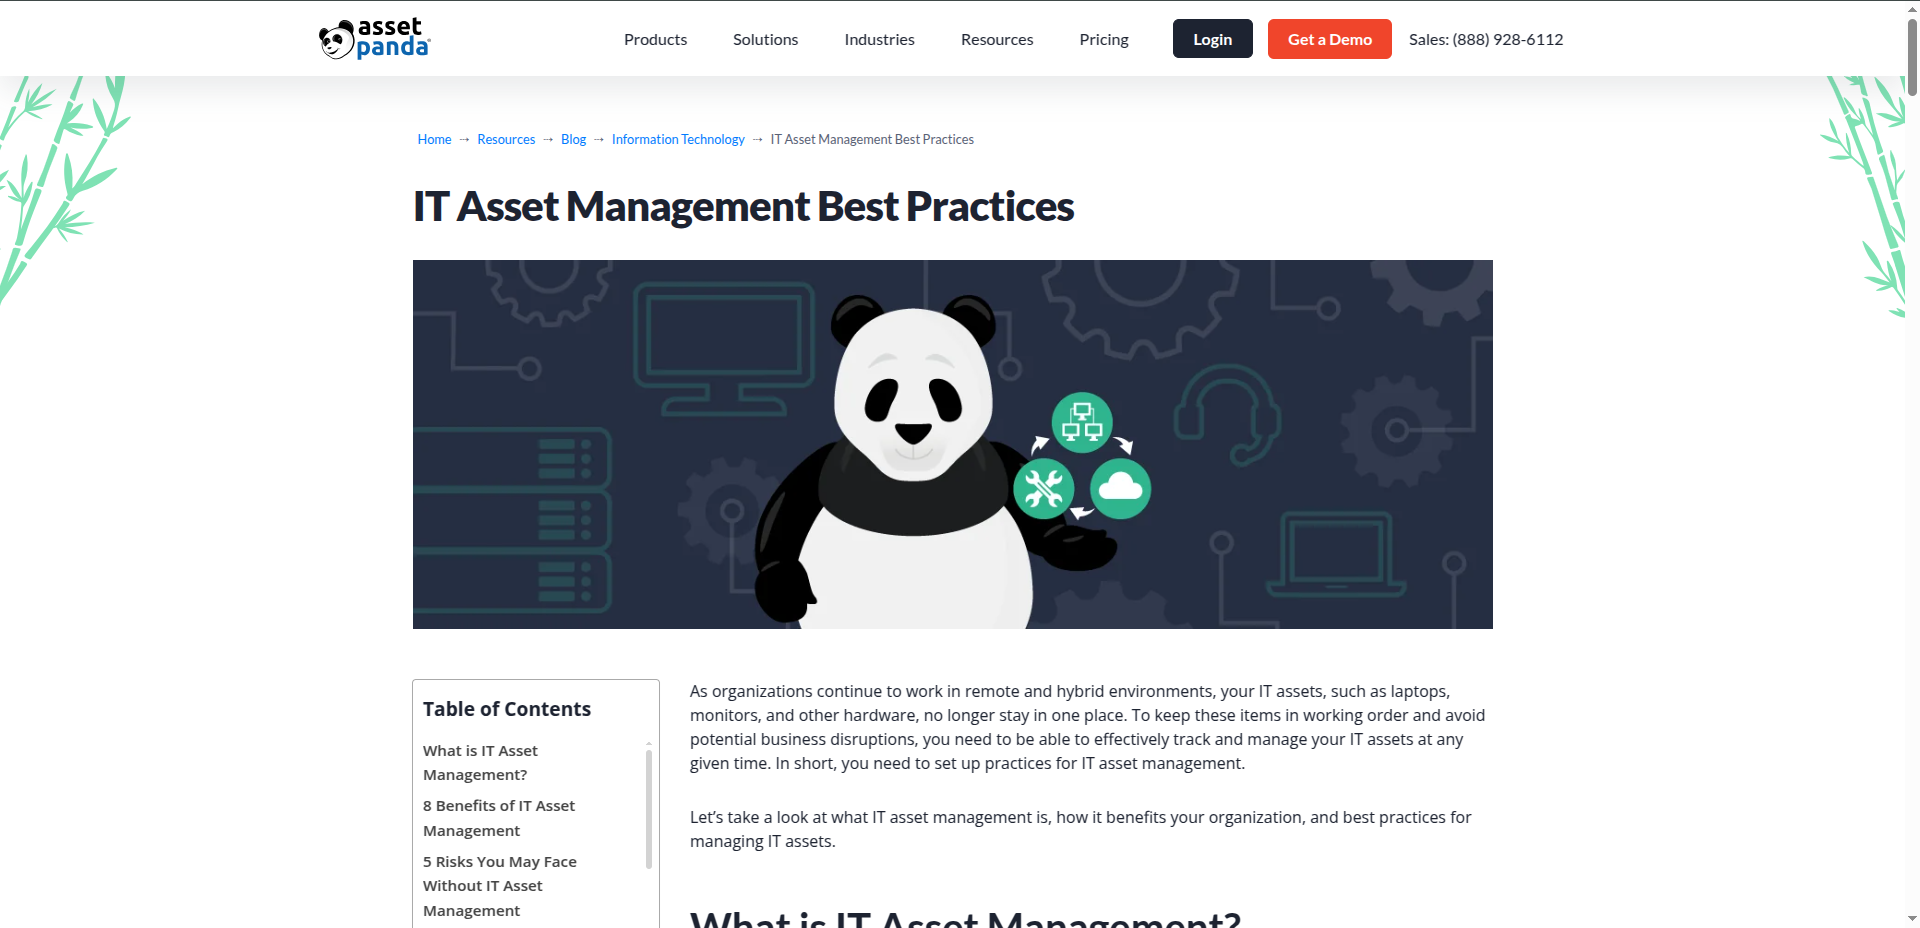 asset
panda
Products
Solutions
Industries
Resources
Pricing
Login
Get a Demo
Sales: (888) 928-6112
Home → Resources → Blog → Information Technology → IT Asset Management Best Practices
IT Asset Management Best Practices
Table of Contents
What is IT Asset
Management?
8 Benefits of IT Asset
Management
5 Risks You May Face
Without IT Asset
Management
As organizations continue to work in remote and hybrid environments, your IT assets, such as laptops,
monitors, and other hardware, no longer stay in one place. To keep these items in working order and avoid
potential business disruptions, you need to be able to effectively track and manage your IT assets at any
given time. In short, you need to set up practices for IT asset management.
Let’s take a look at what IT asset management is, how it benefits your organization, and best practices for
managing IT assets.
What is IT Asset Management?